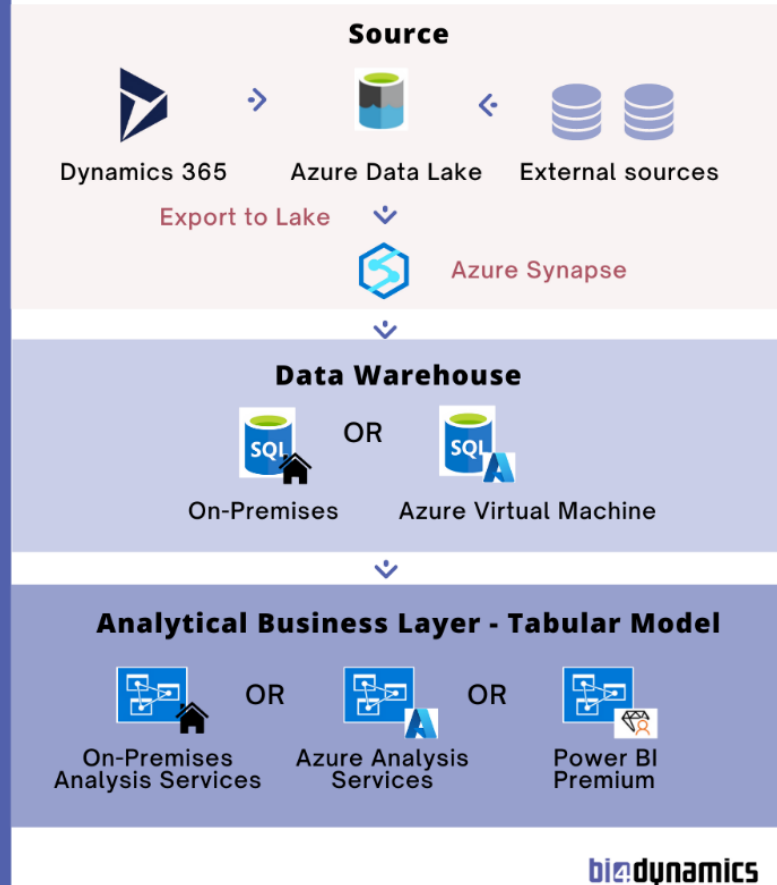 Source
Dynamics 365
Azure Data Lake
External sources
Export to Lake
Azure Synapse
Data Warehouse
SQL
OR
SQL
On-Premises
Azure Virtual Machine
Analytical Business Layer - Tabular Model
OR
OR
On-Premises
Analysis Services
Azure Analysis
Services
Power BI
Premium
bi4dynamics